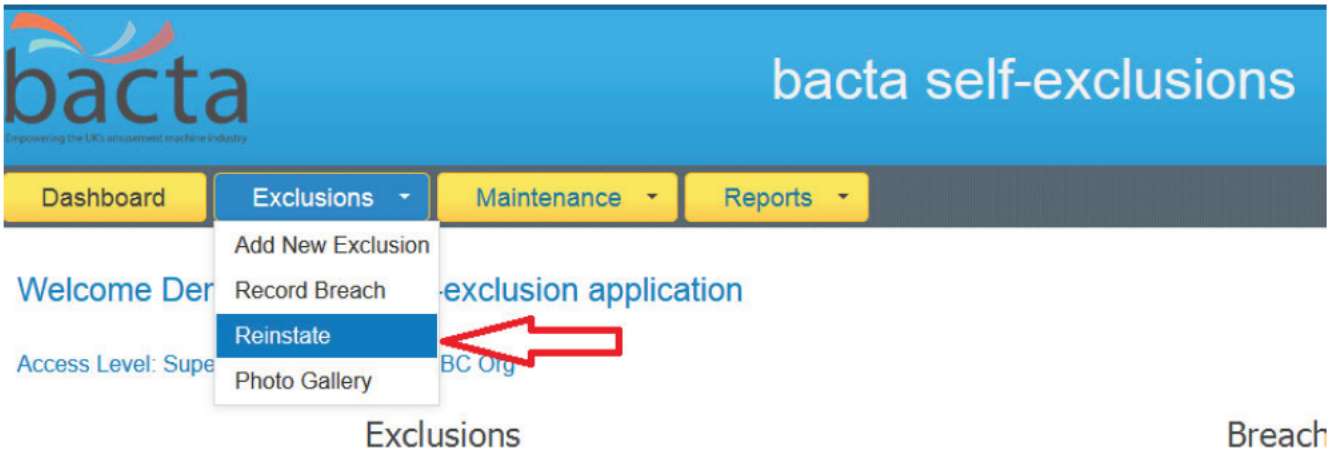 bacta
Empowering the UK's amusement machine industry
bacta self-exclusions
Dashboard Exclusions Maintenance Reports
Add New Exclusion
Welcome Der Record Breach -exclusion application
Reinstate
Access Level: Supe BC Org
Photo Gallery
Exclusions Breach